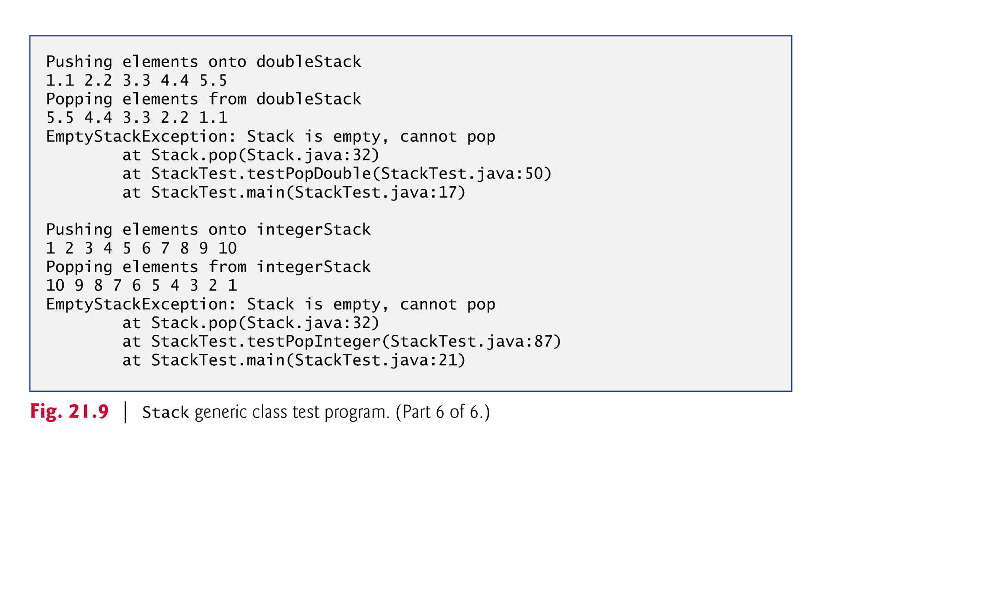 Pushing elements onto doubleStack
1.1 2.2 3.3 4.4 5.5
Popping elements from doubleStack
5.5 4.4 3.3 2.2 1.1
EmptyStackException: Stack is empty, cannot pop
        at Stack.pop(Stack.java:32)
        at StackTest.testPopDouble(StackTest.java:50)
        at StackTest.main(StackTest.java:17)

Pushing elements onto integerStack
1 2 3 4 5 6 7 8 9 10
Popping elements from integerStack
10 9 8 7 6 5 4 3 2 1
EmptyStackException: Stack is empty, cannot pop
        at Stack.pop(Stack.java:32)
        at StackTest.testPopInteger(StackTest.java:87)
        at StackTest.main(StackTest.java:21)
Fig. 21.9 | Stack generic class test program. (Part 6 of 6.)